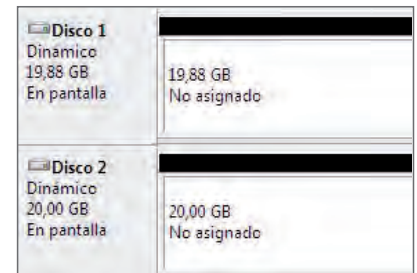 Disco 1
Dinámico
19,88 GB
En pantalla
19,88 GB
No asignado
Disco 2
Dinámico
20,00 GB
En pantalla
20,00 GB
No asignado